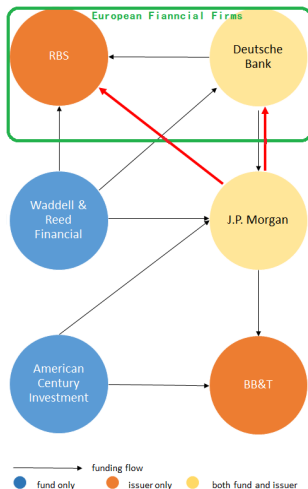 European Fianncial Firms
RBS
Deutsche
Bank
Waddell &
Reed
Financial
J.P. Morgan
American
Century
Investment
BB&T
funding flow
fund only
issuer only
both fund and issuer